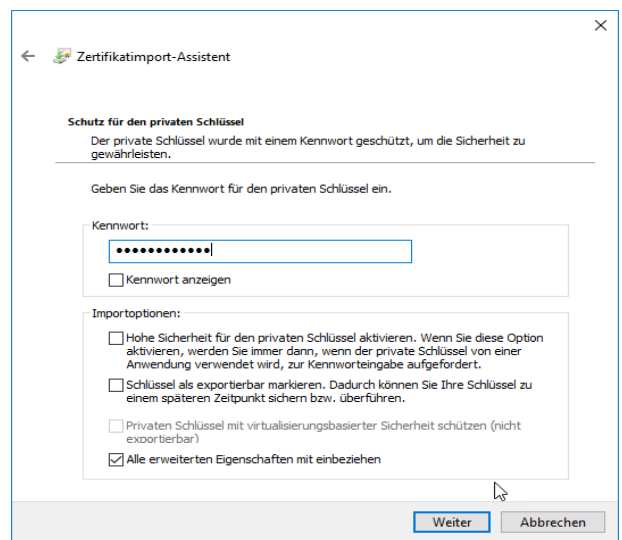 Zertifikatimport-Assistent
Schutz für den privaten Schlüssel
Der private Schlüssel wurde mit einem Kennwort geschützt, um die Sicherheit zu
gewährleisten.
Geben Sie das Kennwort für den privaten Schlüssel ein.
Kennwort:
••••••••••••
Kennwort anzeigen
Importoptionen:
Hohe Sicherheit für den privaten Schlüssel aktivieren. Wenn Sie diese Option
aktivieren, werden Sie immer dann, wenn der private Schlüssel von einer
Anwendung verwendet wird, zur Kennworteingabe aufgefordert.
Schlüssel als exportierbar markieren. Dadurch können Sie Ihre Schlüssel zu
einem späteren Zeitpunkt sichern bzw. überführen.
Privaten Schlüssel mit virtualisierungsbasierter Sicherheit schützen (nicht
exportierbar)
Alle erweiterten Eigenschaften mit einbeziehen
Weiter
Abbrechen